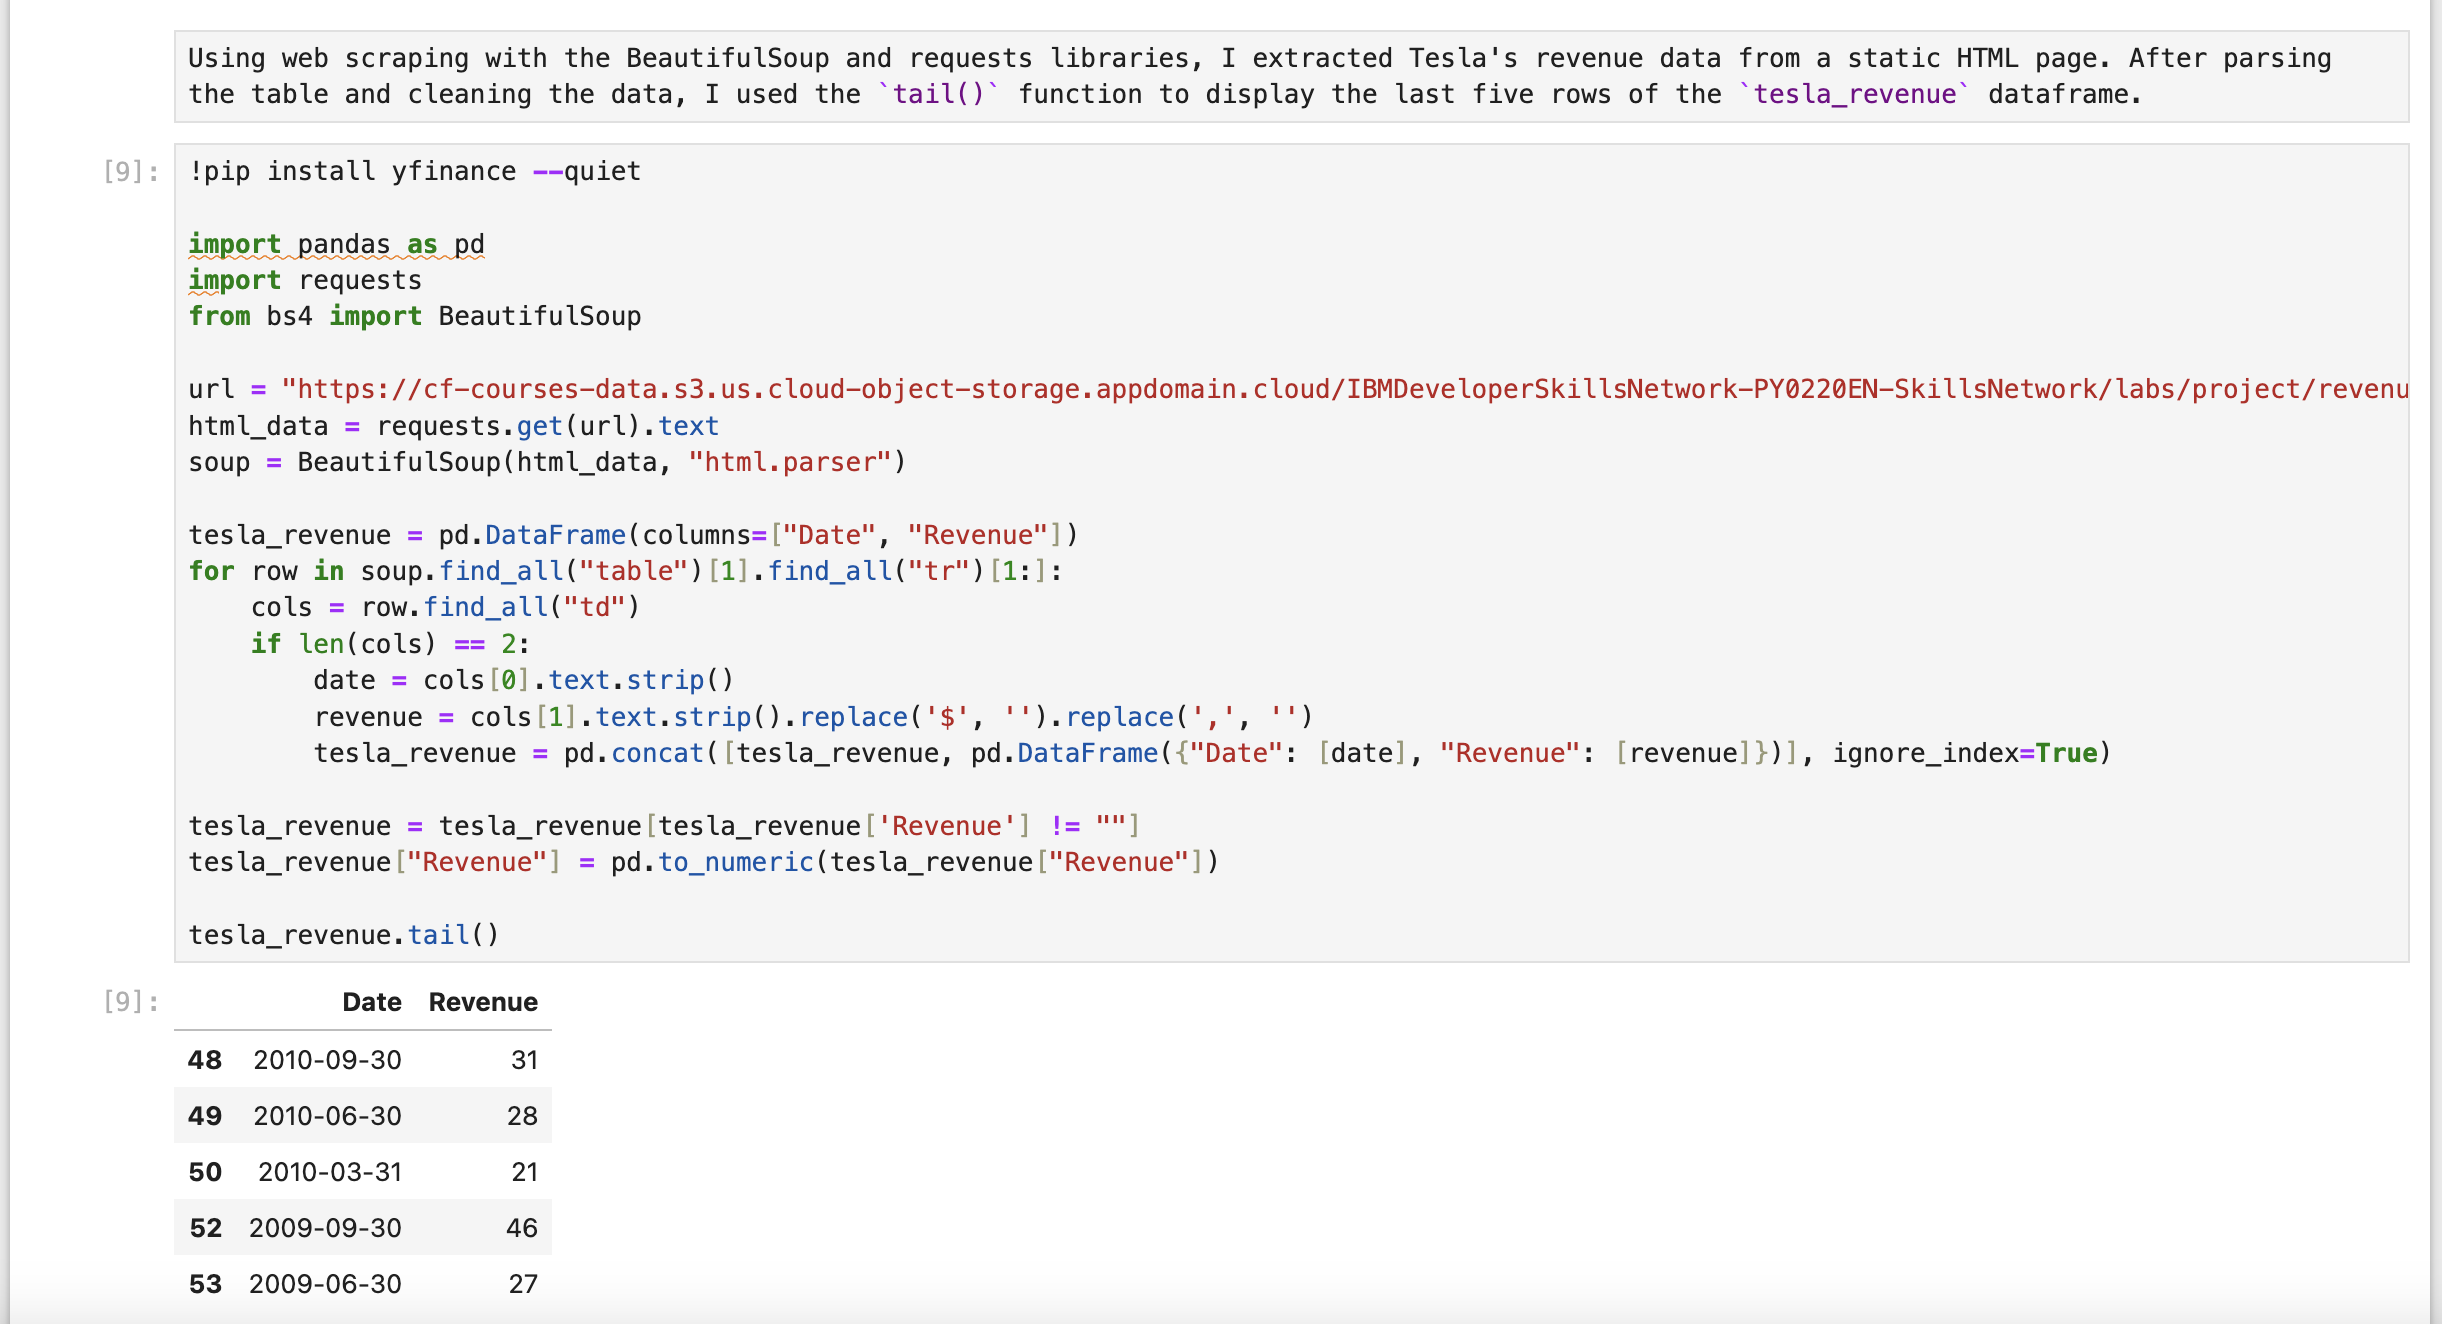 Using web scraping with the BeautifulSoup and requests libraries, I extracted Tesla's revenue data from a static HTML page. After parsing
the table and cleaning the data, I used the `tail()` function to display the last five rows of the `tesla_revenue` dataframe.
[9]: !pip install yfinance --quiet
import pandas as pd
import requests
from bs4 import BeautifulSoup
url = "https://cf-courses-data.s3.us.cloud-object-storage.appdomain.cloud/IBMDeveloperSkillsNetwork-PY0220EN-SkillsNetwork/labs/project/revenu
html_data = requests.get(url).text
soup = BeautifulSoup(html_data, "html.parser")
tesla_revenue = pd.DataFrame(columns=["Date", "Revenue"])
for row in soup.find_all("table")[1].find_all("tr")[1:]:
    cols = row.find_all("td")
    if len(cols) == 2:
        date = cols[0].text.strip()
        revenue = cols[1].text.strip().replace('$', '').replace(',', '')
        tesla_revenue = pd.concat([tesla_revenue, pd.DataFrame({"Date": [date], "Revenue": [revenue]})], ignore_index=True)
tesla_revenue = tesla_revenue[tesla_revenue['Revenue'] != ""]
tesla_revenue["Revenue"] = pd.to_numeric(tesla_revenue["Revenue"])
tesla_revenue.tail()
[9]: Date Revenue
48 2010-09-30 31
49 2010-06-30 28
50 2010-03-31 21
52 2009-09-30 46
53 2009-06-30 27